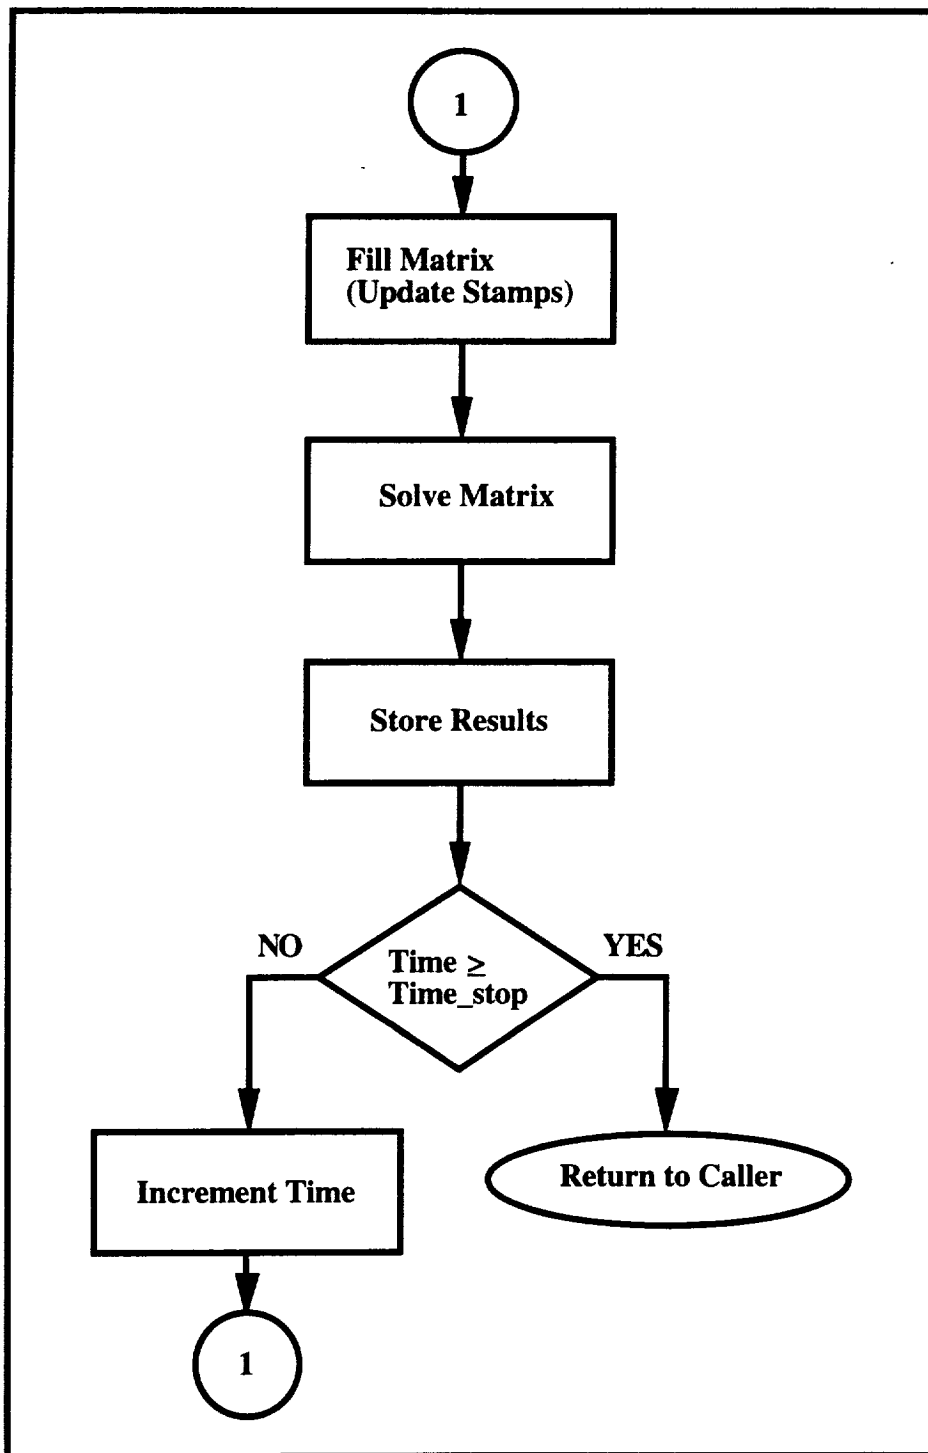 1
Fill Matrix
(Update Stamps)
Solve Matrix
Store Results
NO
YES
Time ≥
Time_stop
Increment Time
Return to Caller
1